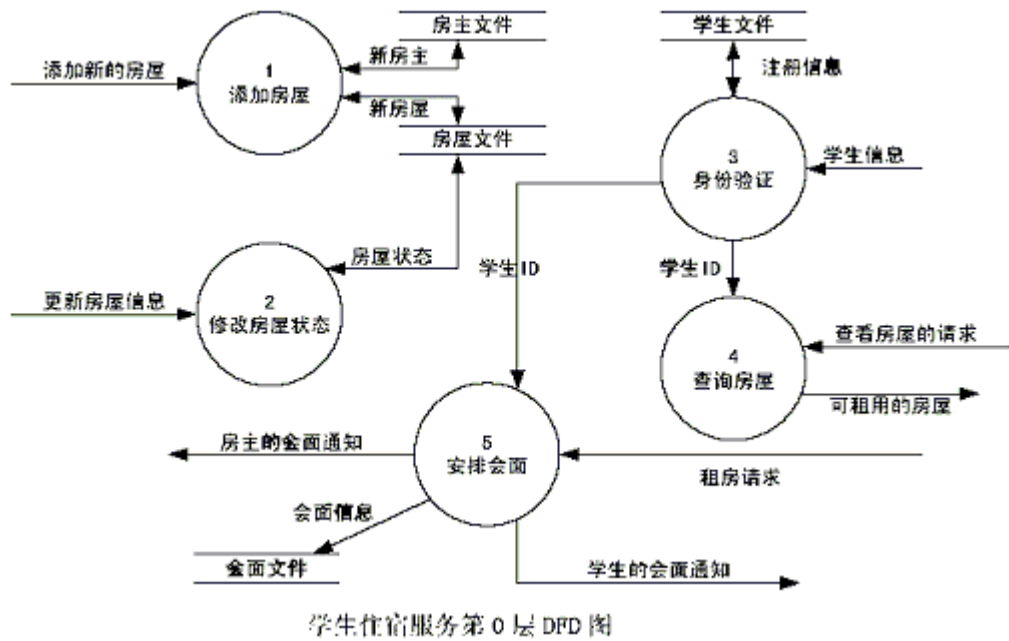 房主文件
学生文件
新房主
注册信息
添加新的房屋
1
添加房屋
新房屋
房屋文件
3
身份验证
学生信息
房屋状态
学生ID
学生ID
更新房屋信息
2
修改房屋状态
查看房屋的请求
4
查询房屋
可租用的房屋
房主的会面通知
5
安排会面
租房请求
会面信息
会面文件
学生的会面通知
学生住宿服务第 0 层 DFD 图